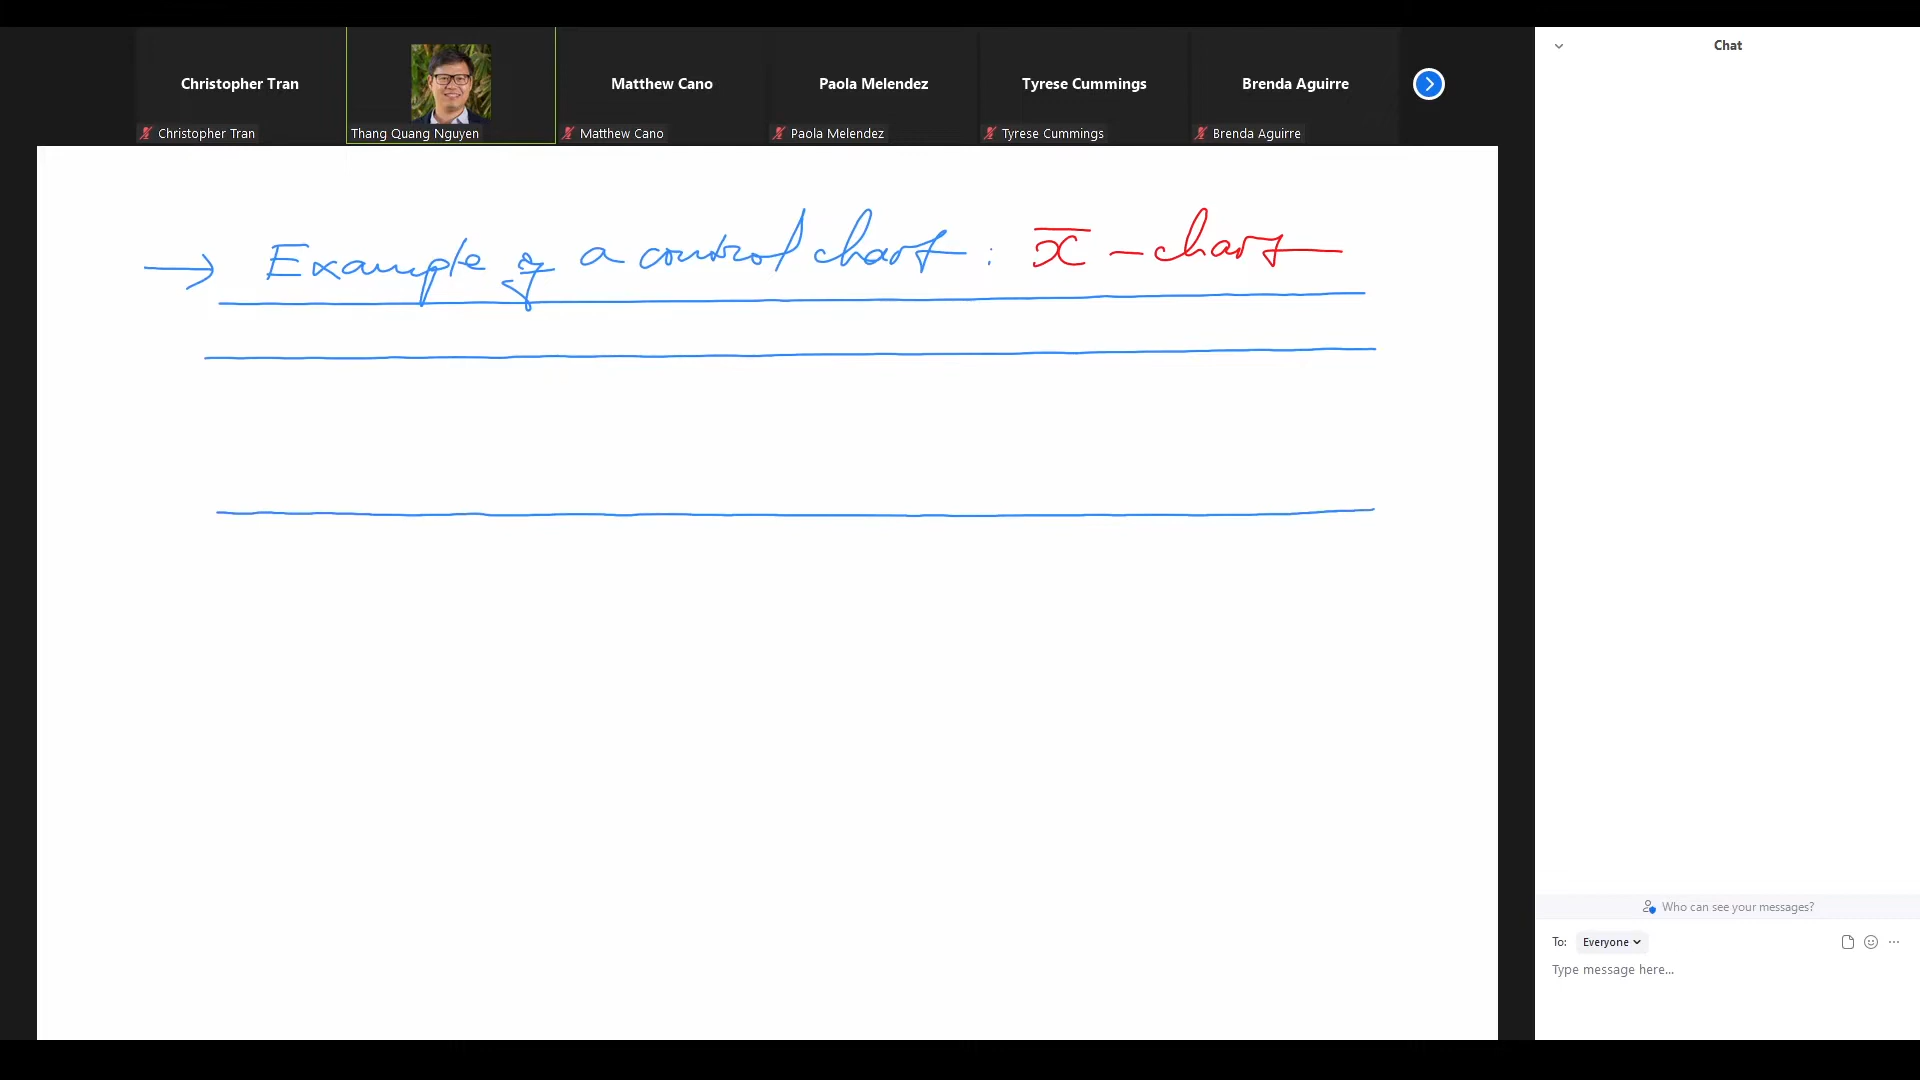 Chat
Christopher Tran Matthew Cano Paola Melendez Tyrese Cummings Brenda Aguirre
Christopher Tran Thang Quang Nguyen Matthew Cano Paola Melendez Tyrese Cummings Brenda Aguirre
→ Example of a control chart : x̅ - chart
Who can see your messages?
To: Everyone
Type message here...